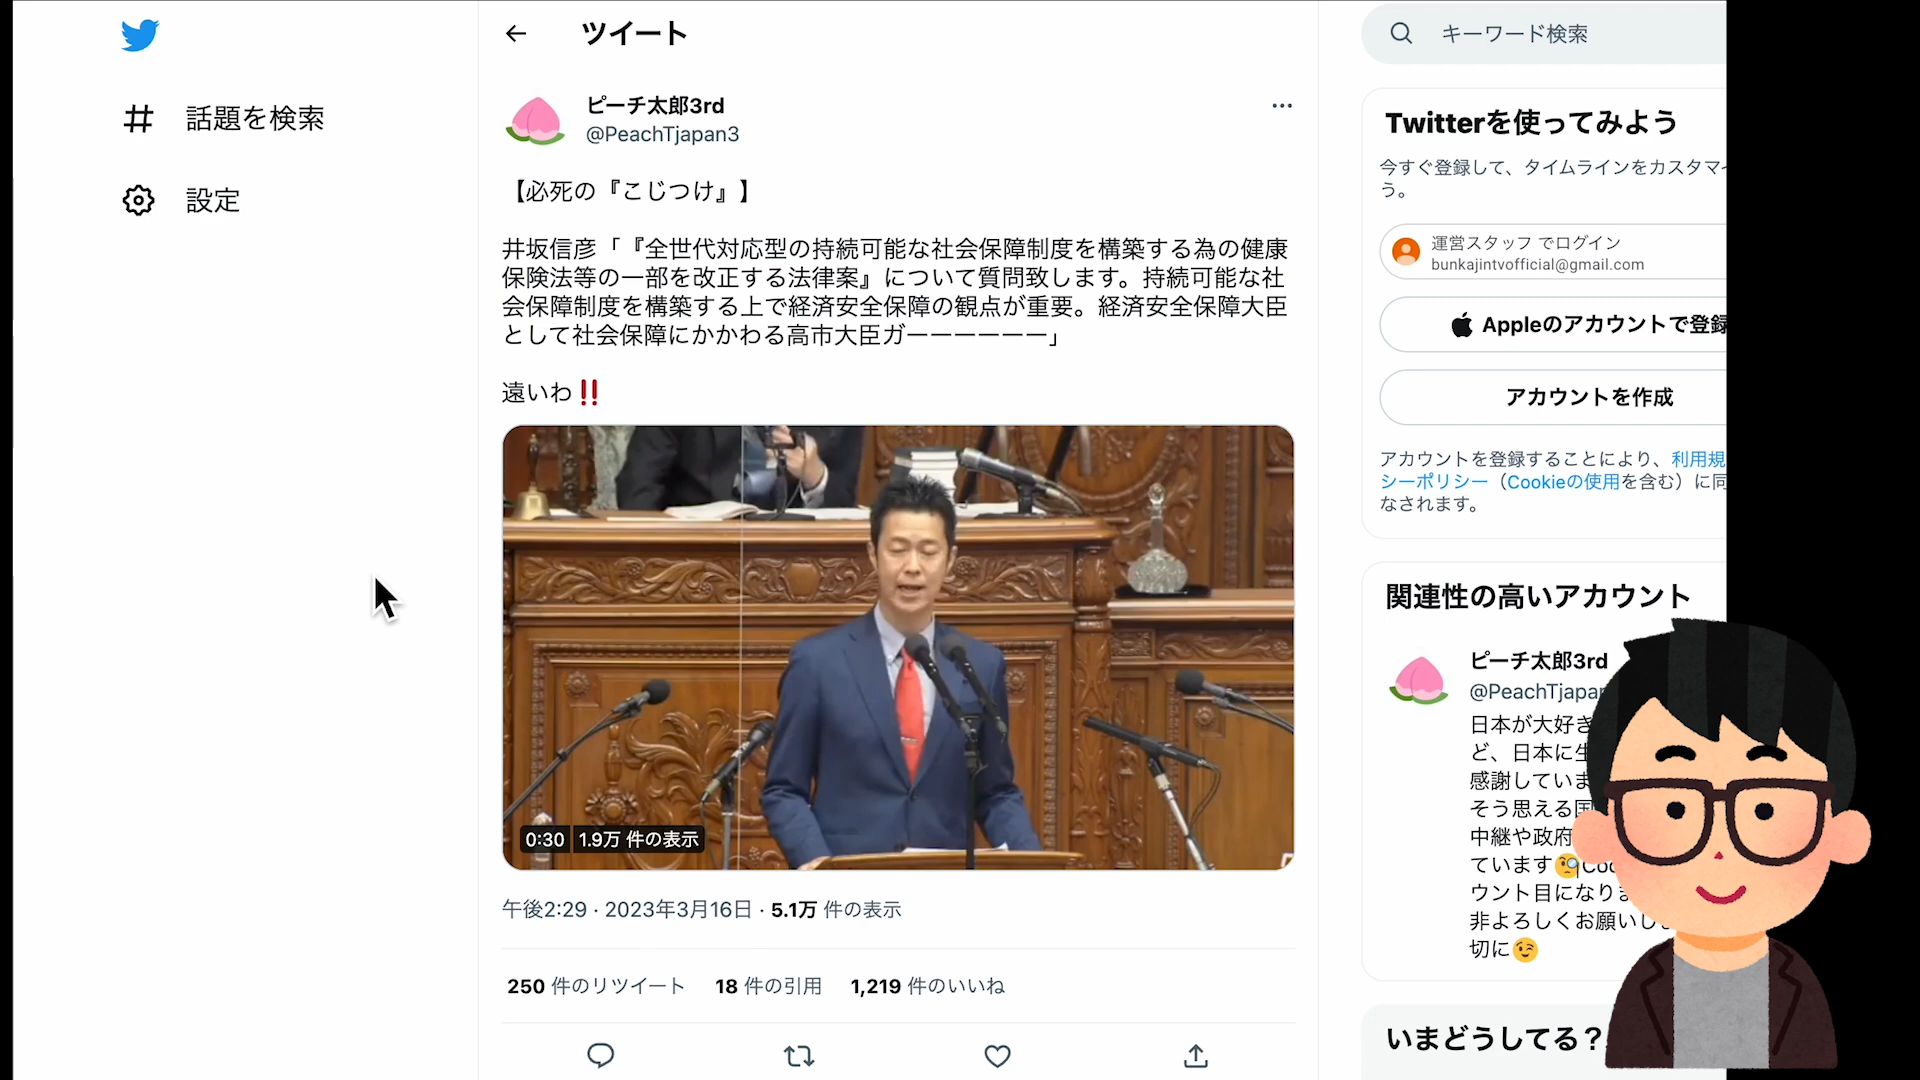 ツイート
話題を検索
設定
ピーチ太郎3rd
@PeachTjapan3
【必死の『こじつけ』】
井坂信彦「『全世代対応型の持続可能な社会保障制度を構築する為の健康
保険法等の一部を改正する法律案』について質問致します。持続可能な社
会保障制度を構築する上で経済安全保障の観点が重要。経済安全保障大臣
として社会保障にかかわる高市大臣ガーーーーーー」
遠いわ‼️
0:30 1.9万 件の表示
午後2:29 · 2023年3月16日 · 5.1万 件の表示
250 件のリツイート 18 件の引用 1,219 件のいいね
キーワード検索
Twitterを使ってみよう
今すぐ登録して、タイムラインをカスタマイ
う。
運営スタッフ でログイン
bunkajintvofficial@gmail.com
Appleのアカウントで登録
アカウントを作成
アカウントを登録することにより、利用規
シーポリシー（Cookieの使用を含む）に同
なされます。
関連性の高いアカウント
ピーチ太郎3rd
@PeachTjapan
日本が大好き
ど、日本に生
感謝していま
そう思える国
中継や政府
ています🧐|Coo
ウント目になりま
非よろしくお願いし
切に😉
いまどうしてる？